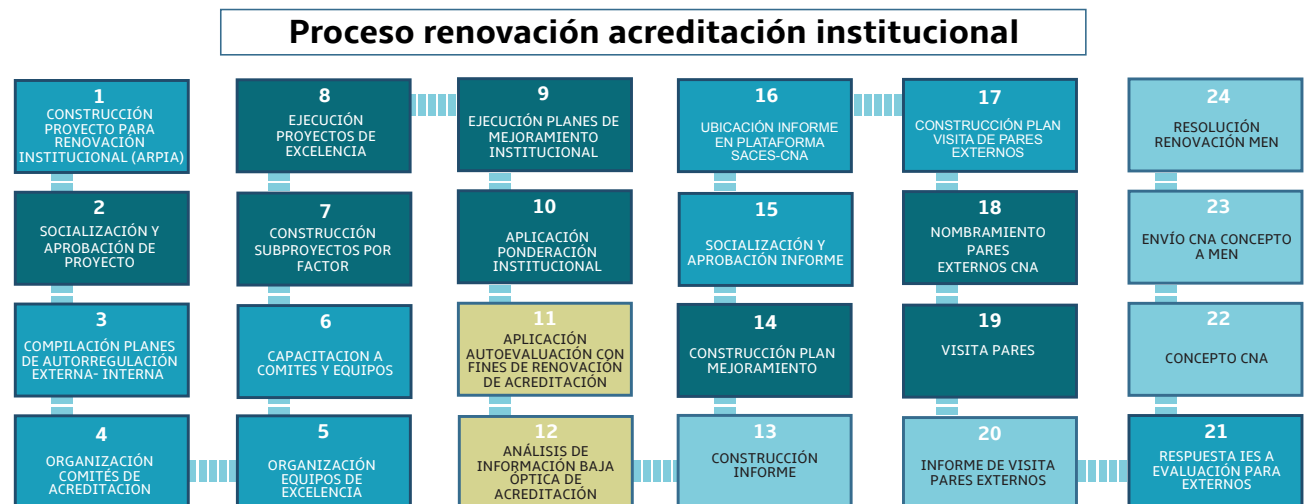 Proceso renovación acreditación institucional
1
CONSTRUCCIÓN
PROYECTO PARA
RENOVACIÓN
INSTITUCIONAL (ARPIA)
2
SOCIALIZACIÓN Y
APROBACIÓN DE
PROYECTO
3
COMPILACIÓN PLANES
DE AUTORREGULACIÓN
EXTERNA- INTERNA
4
ORGANIZACIÓN
COMITÉS DE
ACREDITACION
5
ORGANIZACIÓN
EQUIPOS DE
EXCELENCIA
6
CAPACITACION A
COMITES Y EQUIPOS
7
CONSTRUCCIÓN
SUBPROYECTOS POR
FACTOR
8
EJECUCIÓN
PROYECTOS DE
EXCELENCIA
9
EJECUCIÓN PLANES DE
MEJORAMIENTO
INSTITUCIONAL
10
APLICACIÓN
PONDERACIÓN
INSTITUCIONAL
11
APLICACIÓN
AUTOEVALUACIÓN CON
FINES DE RENOVACIÓN
DE ACREDITACIÓN
12
ANÁLISIS DE
INFORMACIÓN BAJA
ÓPTICA DE
ACREDITACIÓN
13
CONSTRUCCIÓN
INFORME
14
CONSTRUCCIÓN PLAN
MEJORAMIENTO
15
SOCIALIZACIÓN Y
APROBACIÓN INFORME
16
UBICACIÓN INFORME
EN PLATAFORMA
SACES-CNA
17
CONSTRUCCIÓN PLAN
VISITA DE PARES
EXTERNOS
18
NOMBRAMIENTO
PARES
EXTERNOS CNA
19
VISITA PARES
20
INFORME DE VISITA
PARES EXTERNOS
21
RESPUESTA IES A
EVALUACIÓN PARA
EXTERNOS
22
CONCEPTO CNA
23
ENVÍO CNA CONCEPTO
A MEN
24
RESOLUCIÓN
RENOVACIÓN MEN